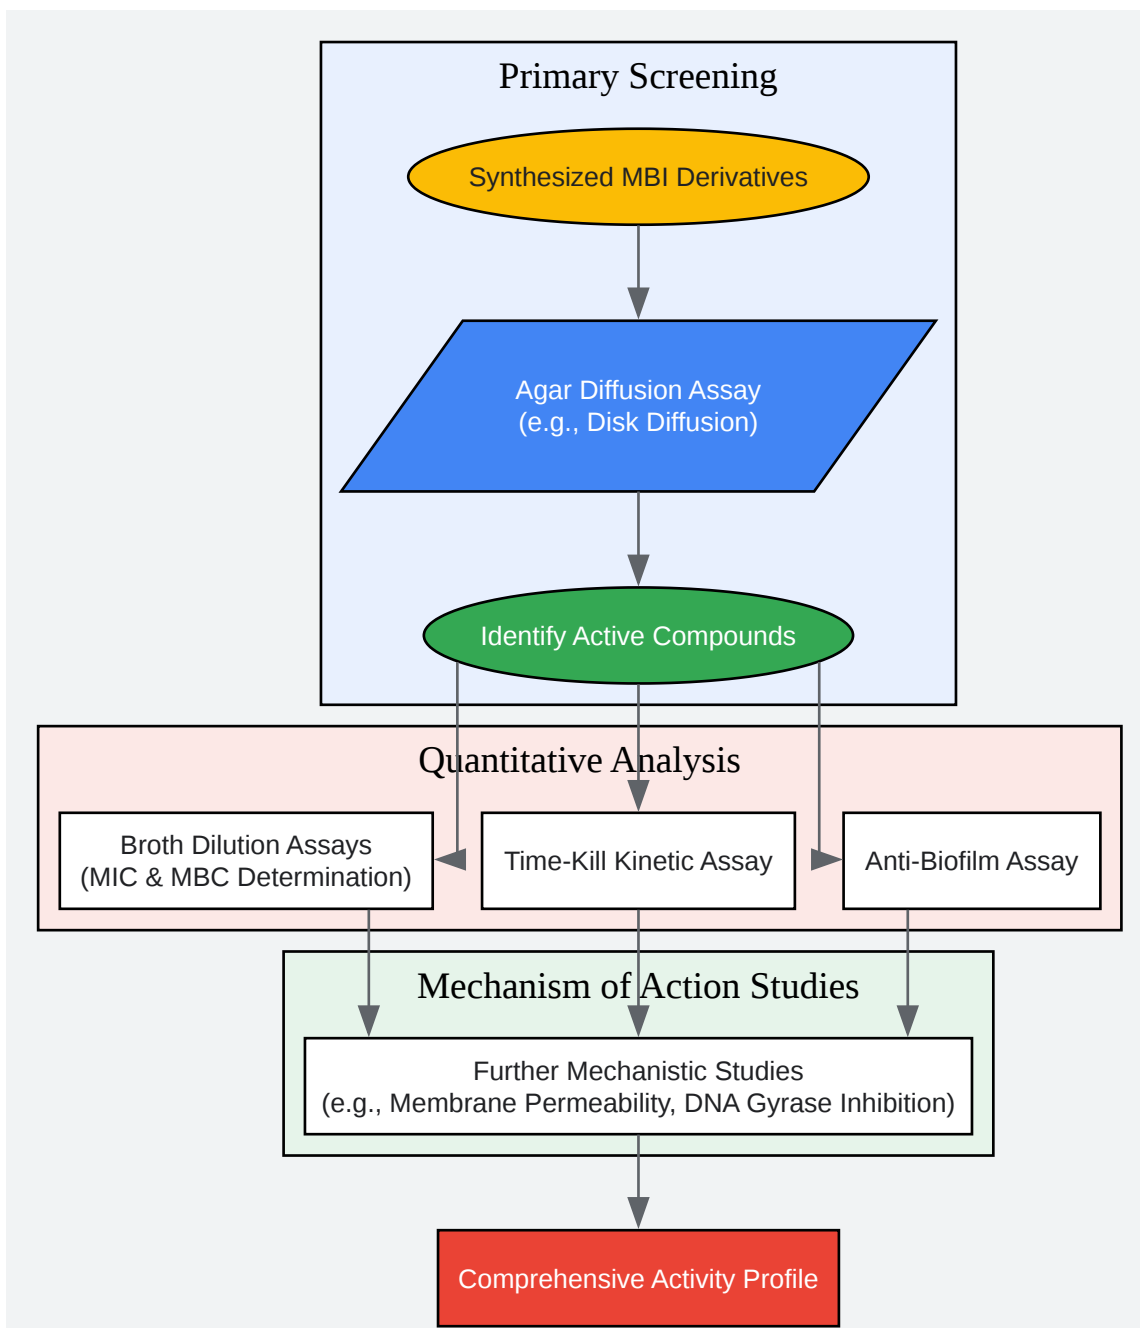 Primary Screening
Synthesized MBI Derivatives
Agar Diffusion Assay
(e.g., Disk Diffusion)
Identify Active Compounds
Quantitative Analysis
Broth Dilution Assays
(MIC & MBC Determination)
Time-Kill Kinetic Assay
Anti-Biofilm Assay
Mechanism of Action Studies
Further Mechanistic Studies
(e.g., Membrane Permeability, DNA Gyrase Inhibition)
Comprehensive Activity Profile